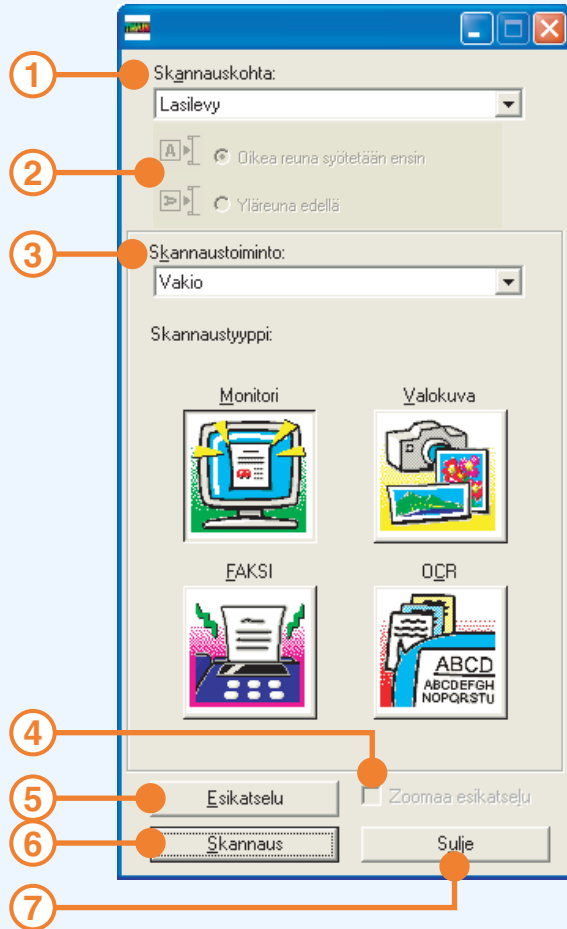 1
Skannauskohta:
Lasilevy
2
A
Oikea reuna syötetään ensin
A
Yläreuna edellä
3
Skannaustoiminto:
Vakio
Skannaustyyppi:
Monitori
Valokuva
FAKSI
OCR
ABCD
ABCDEFGH
NOPQRSTU
4
5
Esikatselu
Zoomaa esikatselu
6
Skannaus
Sulje
7